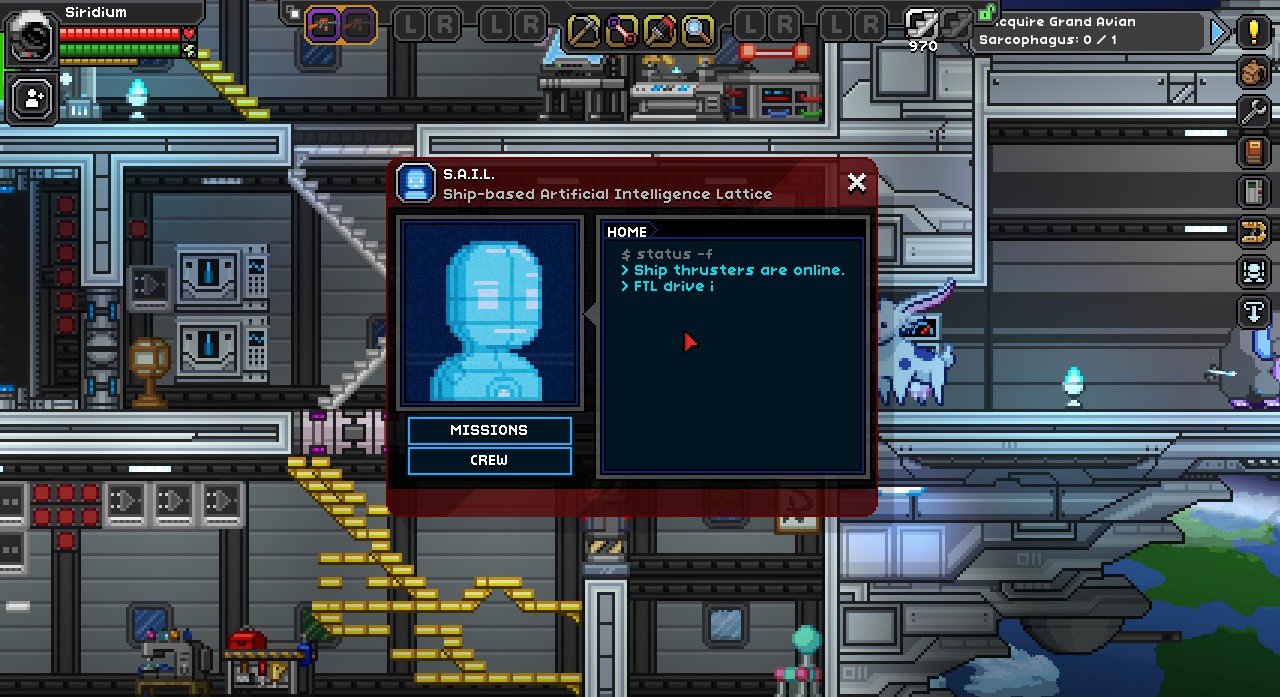 Siridium
L R L R L R L R
970
cquire Grand Avian
Sarcophagus: 0 / 1
S.A.I.L.
Ship-based Artificial Intelligence Lattice
HOME
$ status -f
> Ship thrusters are online.
> FTL drive i
MISSIONS
CREW